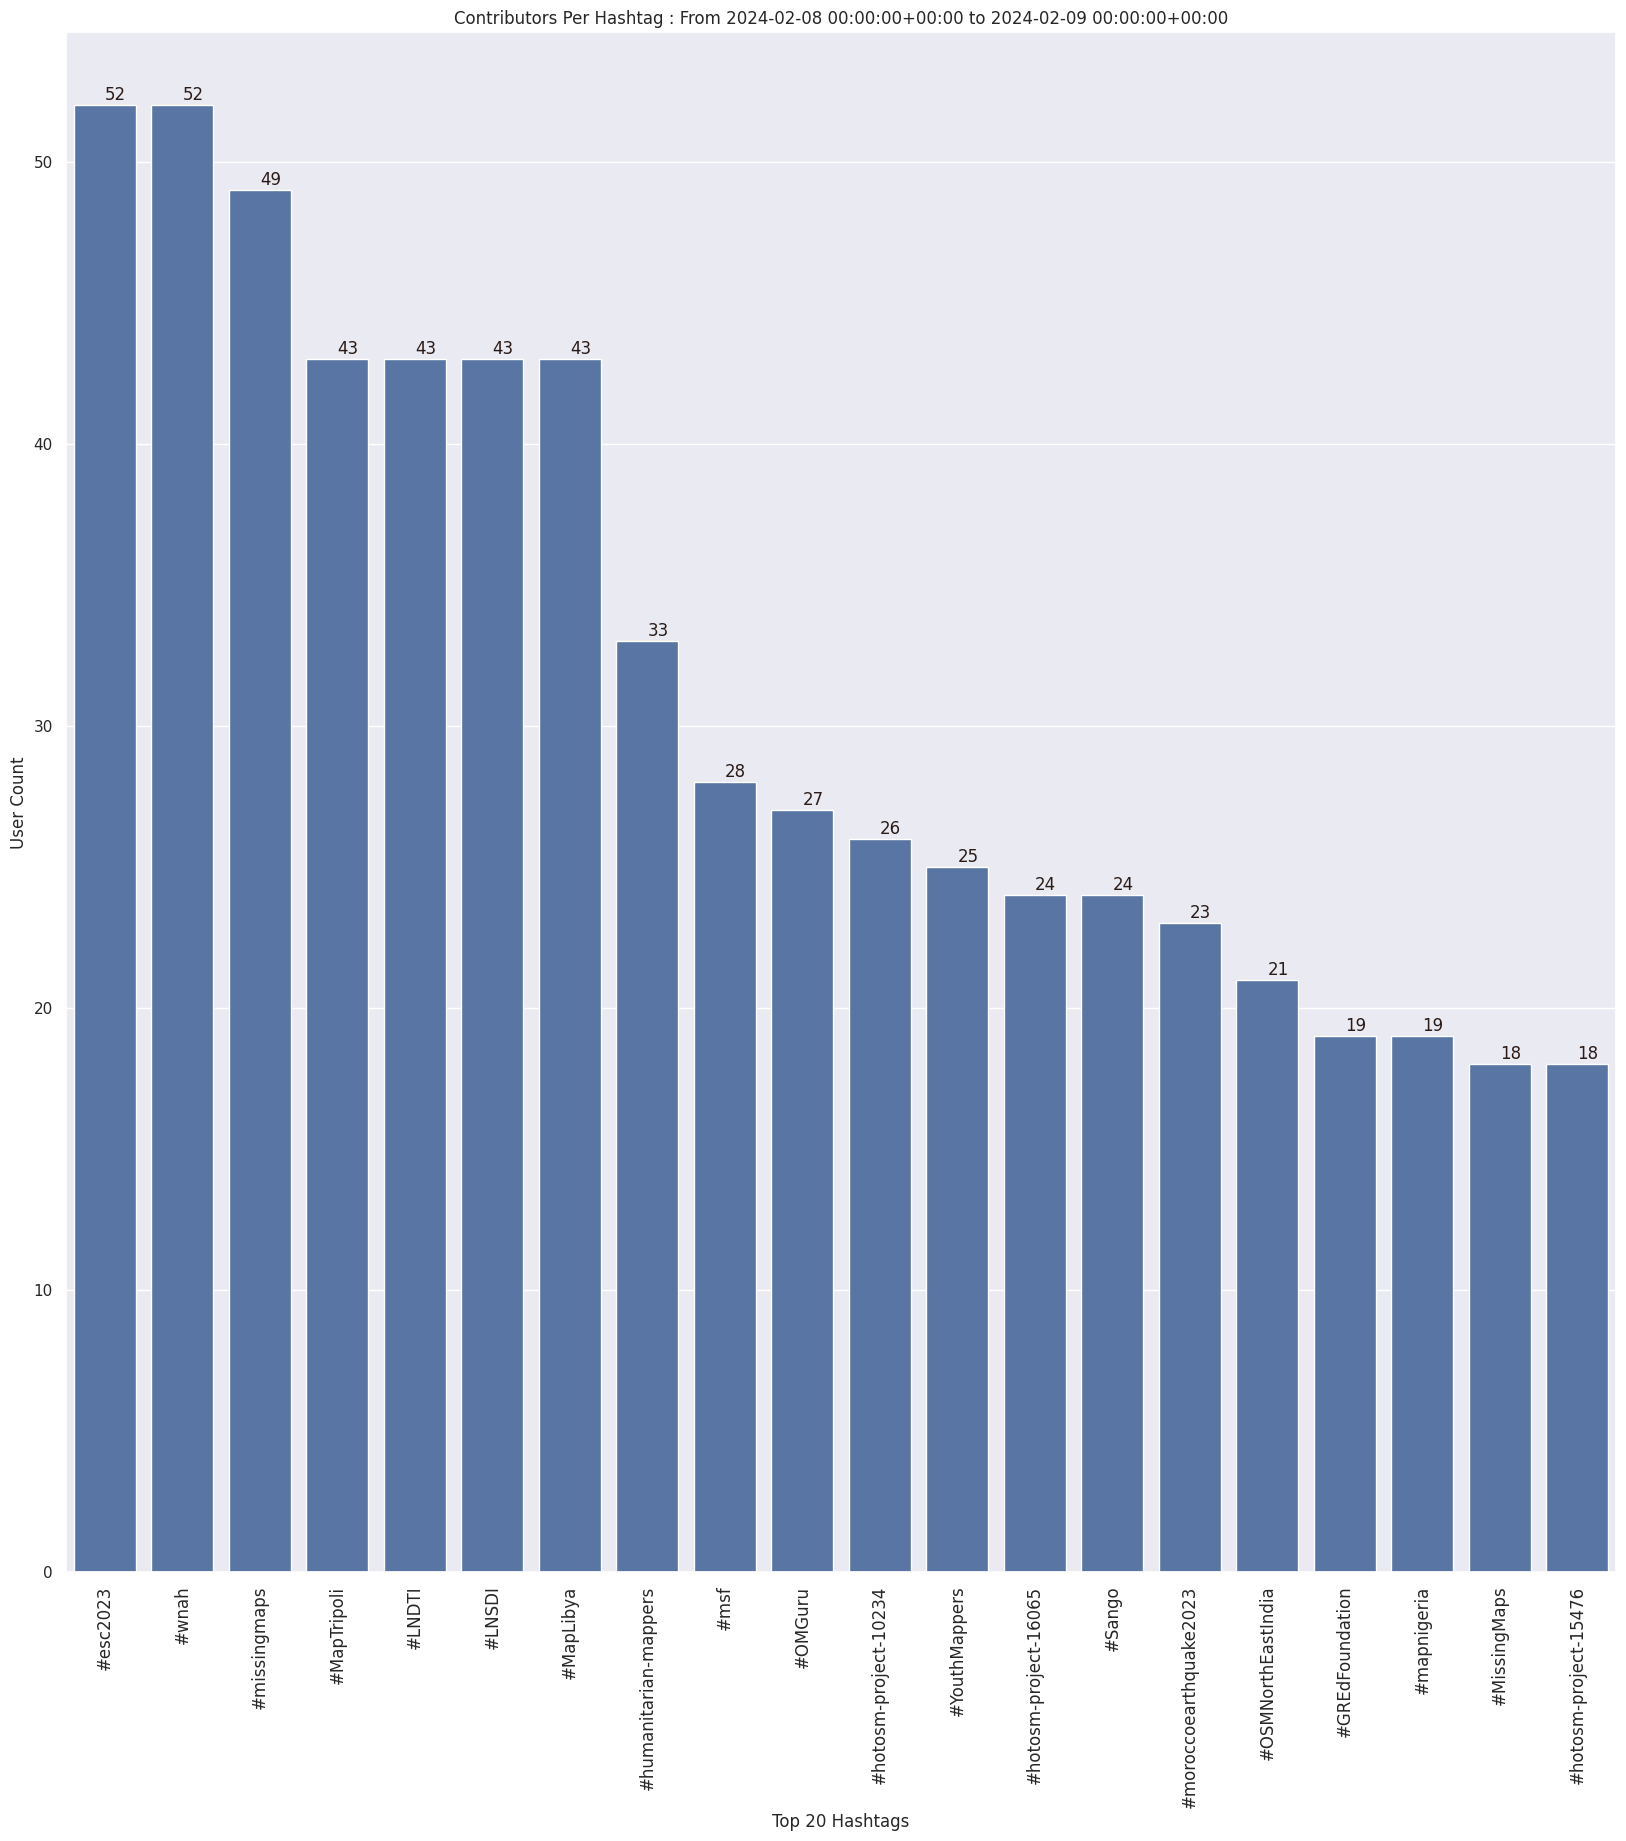 Contributors Per Hashtag : From 2024-02-08 00:00:00+00:00 to 2024-02-09 00:00:00+00:00
52
52
49
43
43
43
43
33
28
27
26
25
24
24
23
21
19
19
18
18
50
40
30
20
10
0
User Count
#esc2023
#wnah
#missingmaps
#MapTripoli
#LNDTI
#LNSDI
#MapLibya
#humanitarian-mappers
#msf
#OMGuru
#hotosm-project-10234
#YouthMappers
#hotosm-project-16065
#Sango
#moroccoearthquake2023
#OSMNorthEastIndia
#GREdFoundation
#mapnigeria
#MissingMaps
#hotosm-project-15476
Top 20 Hashtags